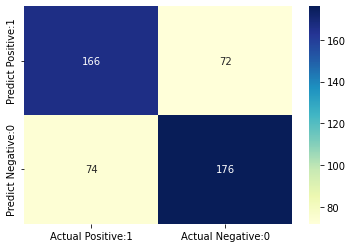 Predict Positive:1
166 72
Predict Negative:0
74 176
Actual Positive:1 Actual Negative:0
160
140
120
100
80